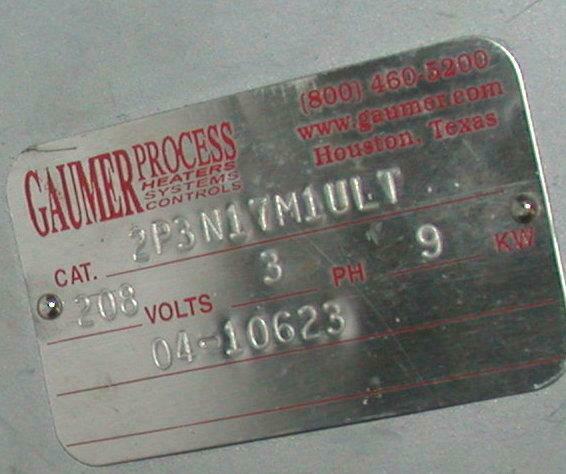 GAUMER PROCESS
HEATERS
SYSTEMS
CONTROLS
(800) 460-5200
www.gaumer.com
Houston, Texas
CAT. 2P3N17M1ULT
208 VOLTS 3 PH 9 KW
04-10623